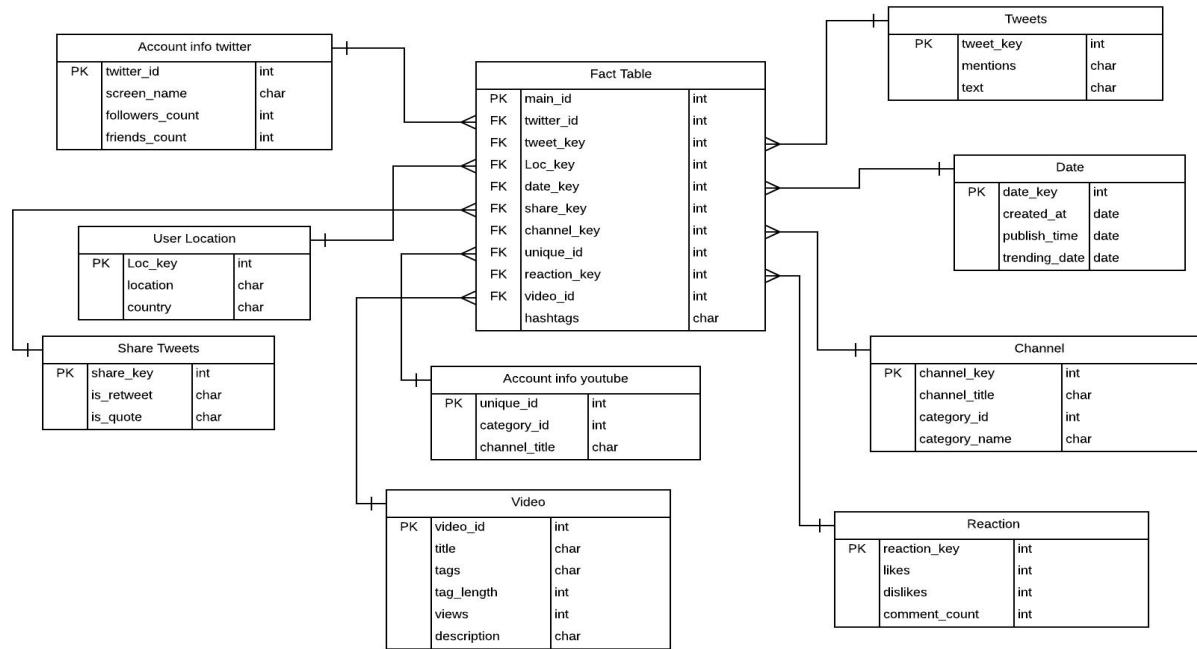 Account info twitter
PK twitter_id int
screen_name char
followers_count int
friends_count int
Fact Table
PK main_id int
FK twitter_id int
FK tweet_key int
FK Loc_key int
FK date_key int
FK share_key int
FK channel_key int
FK unique_id int
FK reaction_key int
FK video_id int
hashtags char
Tweets
PK tweet_key int
mentions char
text char
Date
PK date_key int
created_at date
publish_time date
trending_date date
User Location
PK Loc_key int
location char
country char
Share Tweets
PK share_key int
is_retweet char
is_quote char
Account info youtube
PK unique_id int
category_id int
channel_title char
Channel
PK channel_key int
channel_title char
category_id int
category_name char
Video
PK video_id int
title char
tags char
tag_length int
views int
description char
Reaction
PK reaction_key int
likes int
dislikes int
comment_count int